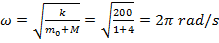 ω = √(k / (m₀ + M)) = √(200 / (1 + 4)) = 2π rad/s